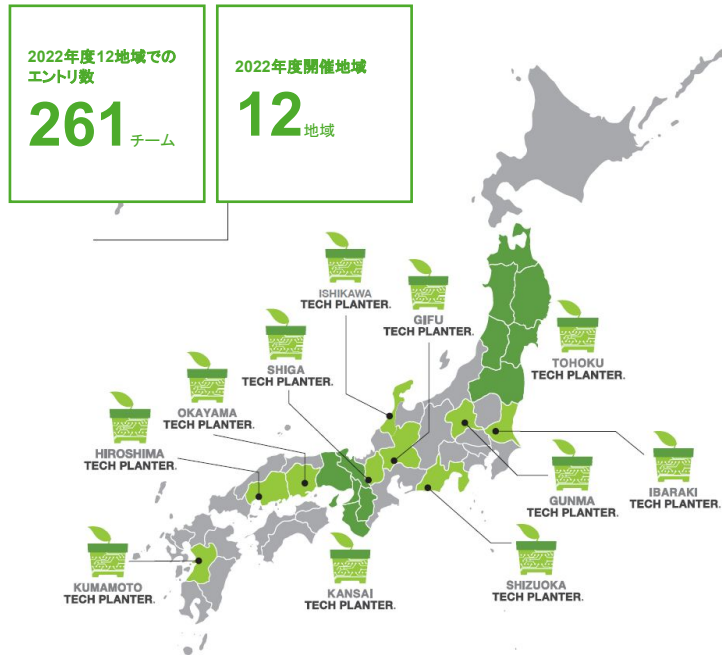 2022年度12地域での
エントリ数
261チーム
2022年度開催地域
12地域
ISHIKAWA
TECH PLANTER.
GIFU
TECH PLANTER.
SHIGA
TECH PLANTER.
TOHOKU
TECH PLANTER.
OKAYAMA
TECH PLANTER.
HIROSHIMA
TECH PLANTER.
GUNMA
TECH PLANTER.
IBARAKI
TECH PLANTER.
KUMAMOTO
TECH PLANTER.
KANSAI
TECH PLANTER.
SHIZUOKA
TECH PLANTER.